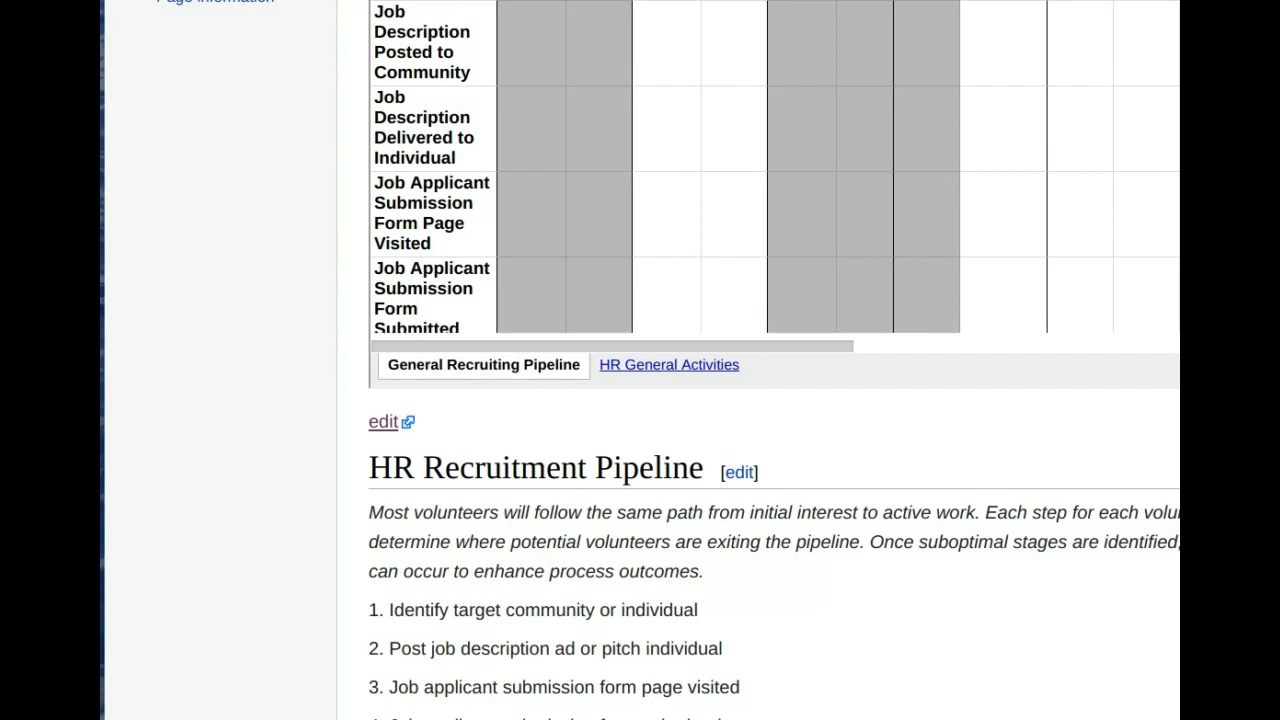 Page information
Job
Description
Posted to
Community
Job
Description
Delivered to
Individual
Job Applicant
Submission
Form Page
Visited
Job Applicant
Submission
Form
Submitted
General Recruiting Pipeline HR General Activities
edit
HR Recruitment Pipeline [edit]
Most volunteers will follow the same path from initial interest to active work. Each step for each
determine where potential volunteers are exiting the pipeline. Once suboptimal stages are identified,
can occur to enhance process outcomes.
1. Identify target community or individual
2. Post job description ad or pitch individual
3. Job applicant submission form page visited